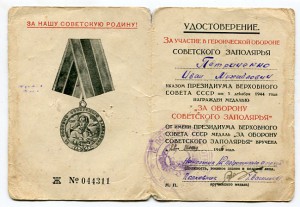 ЗА НАШУ СОВЕТСКУЮ РОДИНУ!
Ж № 044311
УДОСТОВЕРЕНИЕ.
ЗА УЧАСТИЕ В ГЕРОИЧЕСКОЙ ОБОРОНЕ
СОВЕТСКОГО ЗАПОЛЯРЬЯ
Иван Михайлович
УКАЗОМ ПРЕЗИДИУМА ВЕРХОВНОГО
СОВЕТА СССР от 5 декабря 1944 года
НАГРАЖДЕН МЕДАЛЬЮ
"ЗА ОБОРОНУ
СОВЕТСКОГО ЗАПОЛЯРЬЯ"
ОТ ИМЕНИ ПРЕЗИДИУМА ВЕРХОВНОГО
СОВЕТА СССР МЕДАЛЬ "ЗА ОБОРОНУ
СОВЕТСКОГО ЗАПОЛЯРЬЯ" ВРУЧЕНА
М. П.